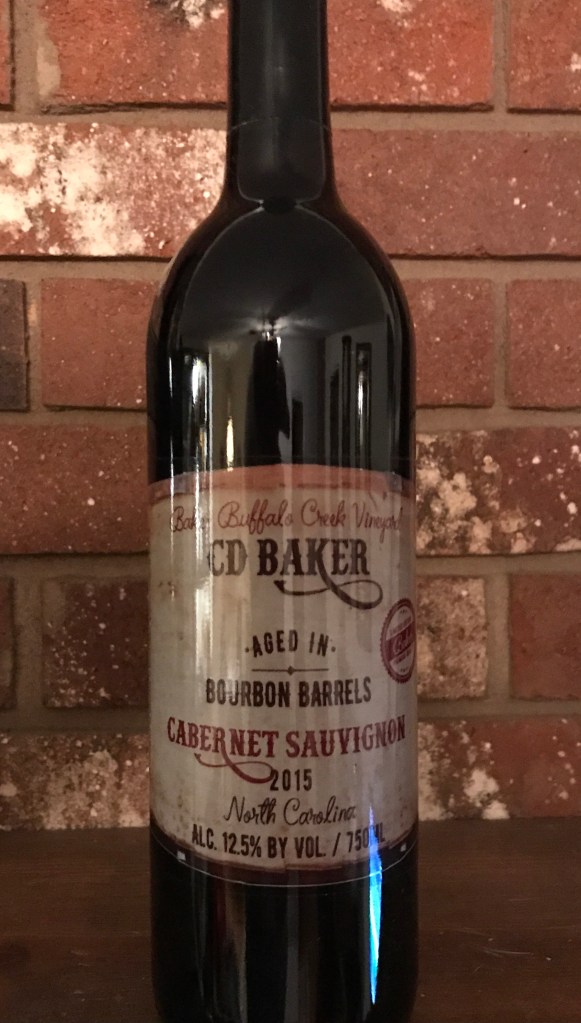 Baker Buffalo Creek Vineyard
CD BAKER
·AGED IN·
BOURBON BARRELS
CABERNET SAUVIGNON
2015
North Carolina
ALC. 12.5% BY VOL. / 750ML